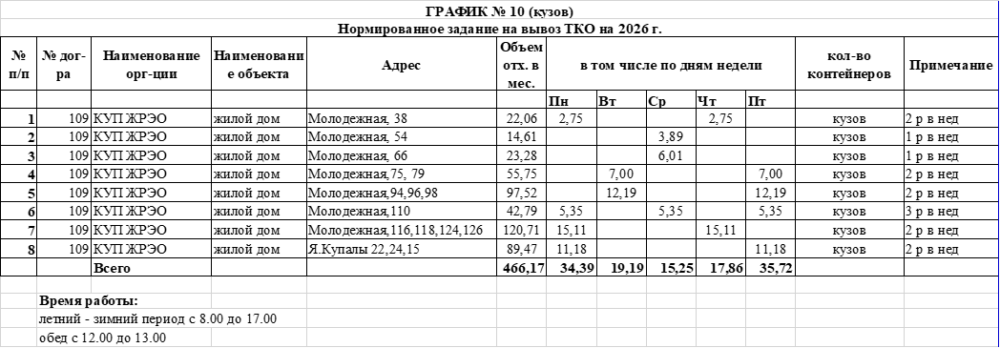 ГРАФИК № 10 (кузов)
Нормированное задание на вывоз ТКО на 2026 г.
№ п/п № дог-ра Наименование орг-ции Наименование объекта Адрес Объем отх. в мес. в том числе по дням недели кол-во контейнеров Примечание
Пн Вт Ср Чт Пт
1 109 КУП ЖРЭО жилой дом Молодежная, 38 22,06 2,75 2,75 кузов 2 р в нед
2 109 КУП ЖРЭО жилой дом Молодежная, 54 14,61 3,89 кузов 1 р в нед
3 109 КУП ЖРЭО жилой дом Молодежная, 66 23,28 6,01 кузов 1 р в нед
4 109 КУП ЖРЭО жилой дом Молодежная,75, 79 55,75 7,00 7,00 кузов 2 р в нед
5 109 КУП ЖРЭО жилой дом Молодежная,94,96,98 97,52 12,19 12,19 кузов 2 р в нед
6 109 КУП ЖРЭО жилой дом Молодежная,110 42,79 5,35 5,35 5,35 кузов 3 р в нед
7 109 КУП ЖРЭО жилой дом Молодежная,116,118,124,126 120,71 15,11 15,11 кузов 2 р в нед
8 109 КУП ЖРЭО жилой дом Я.Купалы 22,24,15 89,47 11,18 11,18 кузов 2 р в нед
Всего 466,17 34,39 19,19 15,25 17,86 35,72
Время работы:
летний - зимний период с 8.00 до 17.00
обед с 12.00 до 13.00